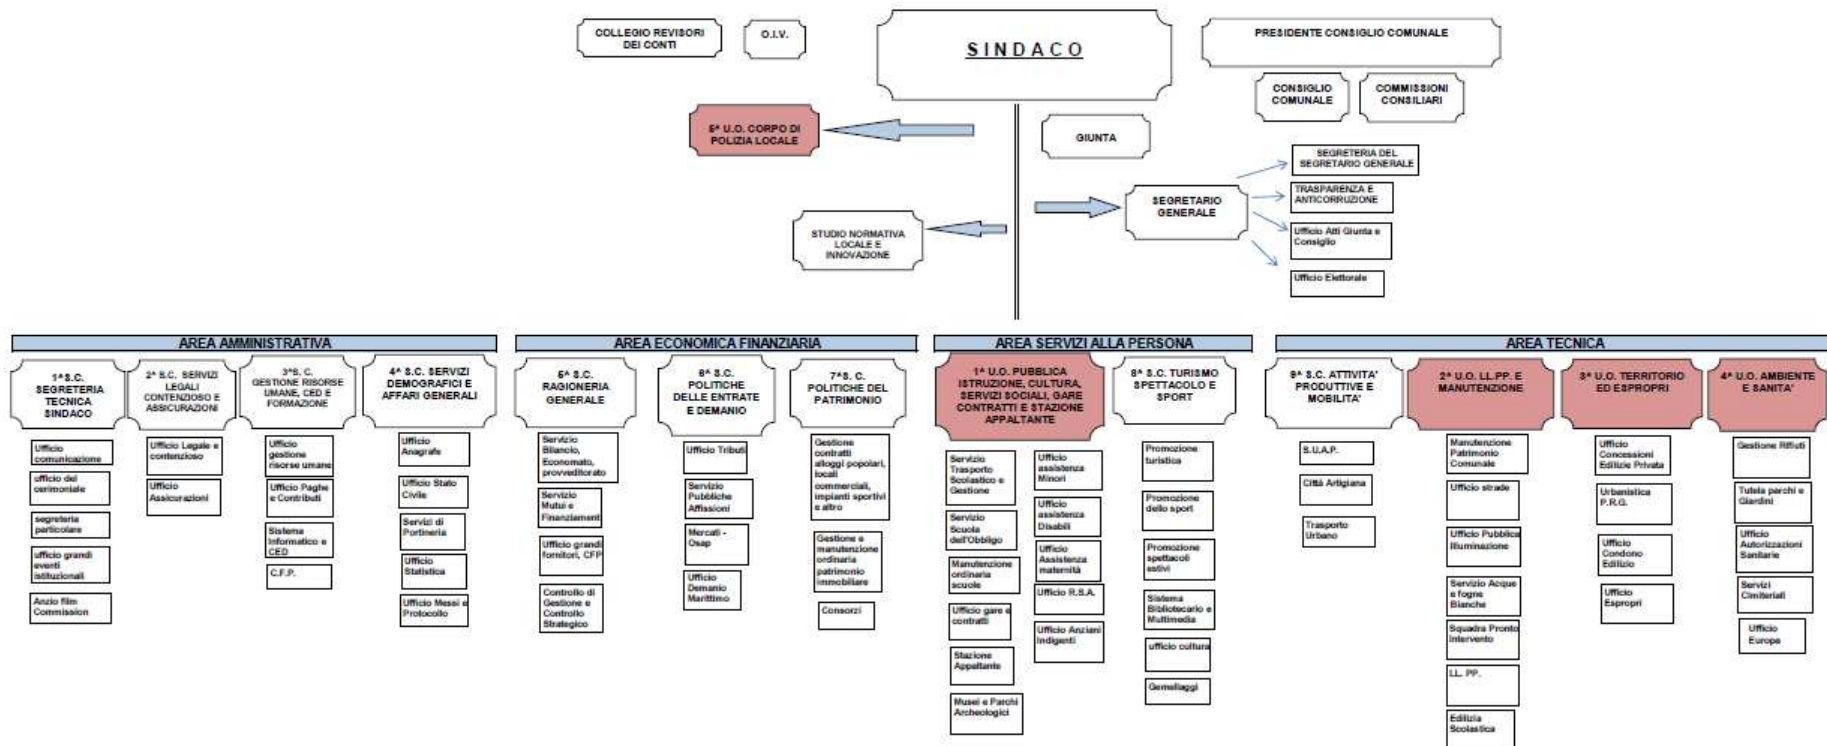 COLLEGIO REVISORI
DEI CONTI
O.I.V.
SINDACO
PRESIDENTE CONSIGLIO COMUNALE
CONSIGLIO
COMUNALE
COMMISSIONI
CONSILIARI
5^ U.O. CORPO DI
POLIZIA LOCALE
GIUNTA
SEGRETERIA DEL
SEGRETARIO GENERALE
TRASPARENZA E
ANTICORRUZIONE
SEGRETARIO
GENERALE
Ufficio Atti Giunta e
Consiglio
Ufficio Elettorale
STUDIO NORMATIVA
LOCALE E
INNOVAZIONE
AREA AMMINISTRATIVA
1^S.C.
SEGRETERIA
TECNICA
SINDACO
Ufficio
comunicazione
ufficio del
cerimoniale
segreteria
particolare
ufficio grandi
eventi
istituzionali
Anzio film
Commission
2^ S.C. SERVIZI
LEGALI
CONTENZIOSO E
ASSICURAZIONI
Ufficio Legale e
contenzioso
Ufficio
Assicurazioni
3^S. C.
GESTIONE RISORSE
UMANE, CED E
FORMAZIONE
Ufficio
gestione
risorse umane
Ufficio Paghe
e Contributi
Sistema
Informatico e
CED
C.F.P.
4^ S.C. SERVIZI
DEMOGRAFICI E
AFFARI GENERALI
Ufficio
Anagrafe
Ufficio Stato
Civile
Servizi di
Portineria
Ufficio
Statistica
Ufficio Messi e
Protocollo
AREA ECONOMICA FINANZIARIA
5^ S.C.
RAGIONERIA
GENERALE
Servizio
Bilancio,
Economato,
provveditorato
Servizio
Mutui e
Finanziament
Ufficio grandi
fornitori, CFP
Controllo di
Gestione e
Controllo
Strategico
6^ S.C.
POLITICHE
DELLE ENTRATE
E DEMANIO
Ufficio Tributi
Servizio
Pubbliche
Affissioni
Mercati -
Osap
Ufficio
Demanio
Marittimo
7^S. C.
POLITICHE DEL
PATRIMONIO
Gestione
contratti
alloggi popolari,
locali
commerciali,
impianti sportivi
e altro
Gestione e
manutenzione
ordinaria
patrimonio
immobiliare
Consorzi
AREA SERVIZI ALLA PERSONA
1^ U.O. PUBBLICA
ISTRUZIONE, CULTURA,
SERVIZI SOCIALI, GARE
CONTRATTI E STAZIONE
APPALTANTE
Servizio
Trasporto
Scolastico e
Gestione
Servizio
Scuola
dell'Obbligo
Manutenzione
ordinaria
scuole
Ufficio gare e
contratti
Stazione
Appaltante
Musei e Parchi
Archeologici
Ufficio
assistenza
Minori
Ufficio
assistenza
Disabili
Ufficio
Assistenza
maternità
Ufficio R.S.A.
Ufficio Anziani
Indigenti
8^ S.C. TURISMO
SPETTACOLO E
SPORT
Promozione
turistica
Promozione
dello sport
Promozione
spettacoli
estivi
Sistema
Bibliotecario e
Multimedia
ufficio cultura
Gemellaggi
AREA TECNICA
9^ S.C. ATTIVITA'
PRODUTTIVE E
MOBILITA'
S.U.A.P.
Città Artigiana
Trasporto
Urbano
2^ U.O. LL.PP. E
MANUTENZIONE
Manutenzione
Patrimonio
Comunale
Ufficio strade
Ufficio Pubblica
Illuminazione
Servizio Acque
e fogne
Bianche
Squadra Pronto
Intervento
LL. PP.
Edilizia
Scolastica
3^ U.O. TERRITORIO
ED ESPROPRI
Ufficio
Concessioni
Edilizie Privata
Urbanistica
P.R.G.
Ufficio
Condono
Edilizio
Ufficio
Espropri
4^ U.O. AMBIENTE
E SANITA'
Gestione Rifiuti
Tutela parchi e
Giardini
Ufficio
Autorizzazioni
Sanitarie
Servizi
Cimiteriali
Ufficio
Europa